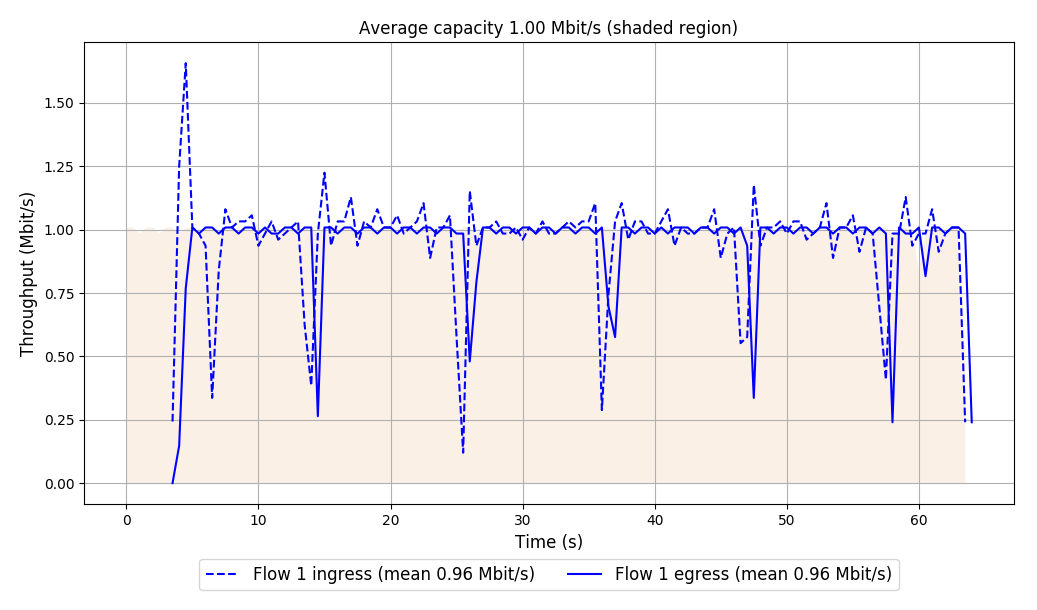 Average capacity 1.00 Mbit/s (shaded region)
Throughput (Mbit/s)
1.50
1.25
1.00
0.75
0.50
0.25
0.00
0 10 20 30 40 50 60
Time (s)
Flow 1 ingress (mean 0.96 Mbit/s) Flow 1 egress (mean 0.96 Mbit/s)